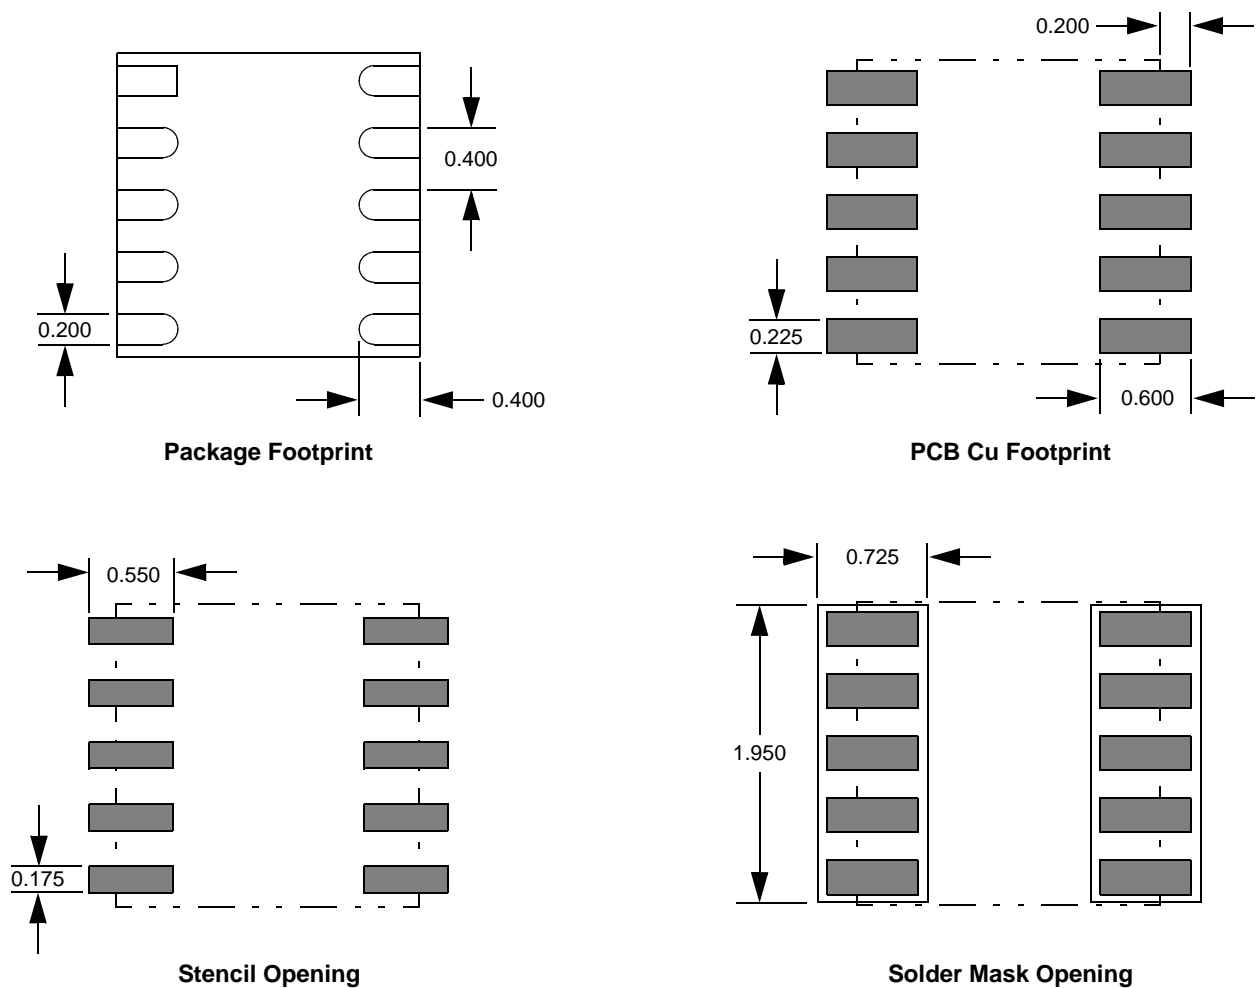 0.400
0.200
0.400
Package Footprint
0.200
0.225
0.600
PCB Cu Footprint
0.550
0.175
Stencil Opening
0.725
1.950
Solder Mask Opening